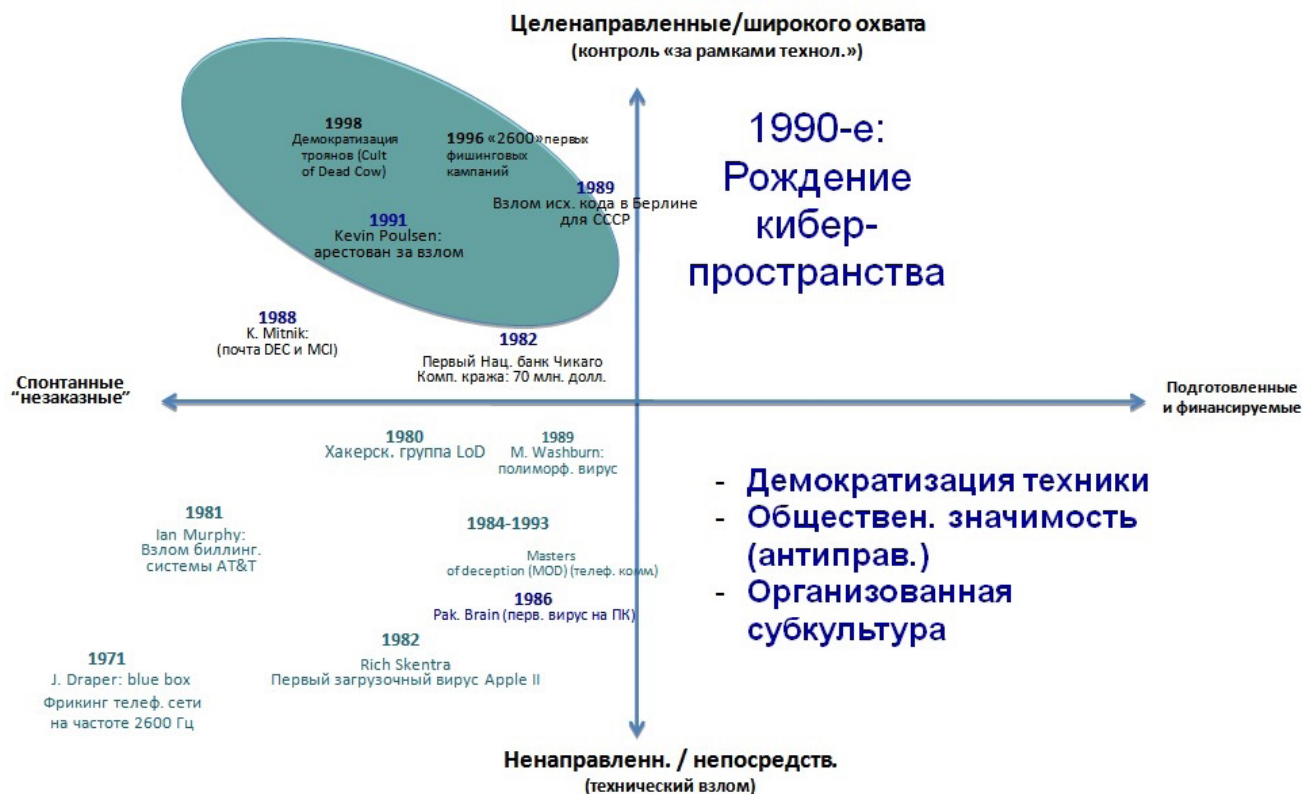 Целенаправленные/широкого охвата
(контроль «за рамками технол.»)
1990-е:
Рождение
кибер-
пространства
1998
Демократизация
троянов (Cult
of Dead Cow)
1996 «2600»первых
фишинговых
кампаний
1989
Взлом исх. кода в Берлине
для СССР
1991
Kevin Poulsen:
арестован за взлом
1988
K. Mitnik:
(почта DEC и MCI)
1982
Первый Нац. банк Чикаго
Комп. кража: 70 млн. долл.
Спонтанные
"незаказные"
Подготовленные
и финансируемые
1980
Хакерск. группа LoD
1989
M. Washburn:
полиморф. вирус
1981
Ian Murphy:
Взлом биллинг.
системы AT&T
1984-1993
Masters
of deception (MOD) (телеф. комм.)
1986
Pak. Brain (перв. вирус на ПК)
1982
Rich Skentra
Первый загрузочный вирус Apple II
1971
J. Draper: blue box
Фрикинг телеф. сети
на частоте 2600 Гц
- Демократизация техники
- Обществен. значимость
(антиправ.)
- Организованная
субкультура
Ненаправленн. / непосредств.
(технический взлом)